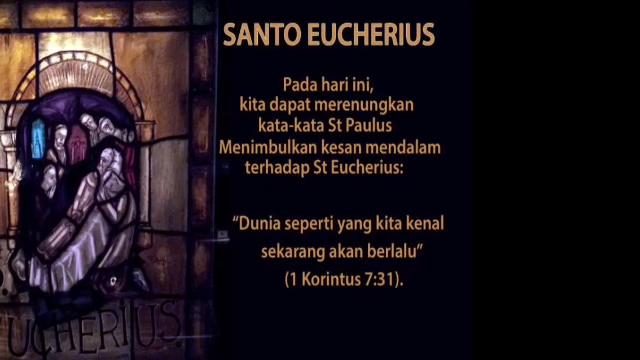 SANTO EUCHERIUS
Pada hari ini,
kita dapat merenungkan
kata-kata St Paulus
Menimbulkan kesan mendalam
terhadap St Eucherius:
“Dunia seperti yang kita kenal
sekarang akan berlalu”
(1 Korintus 7:31).
UCHERIUS